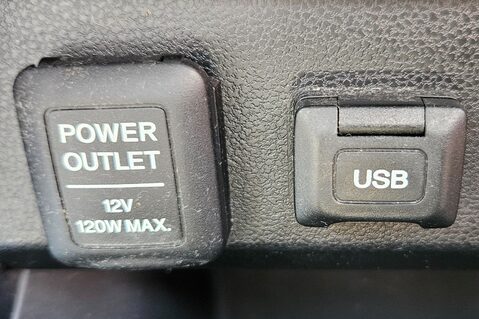 POWER
OUTLET
12V
120W MAX.
USB